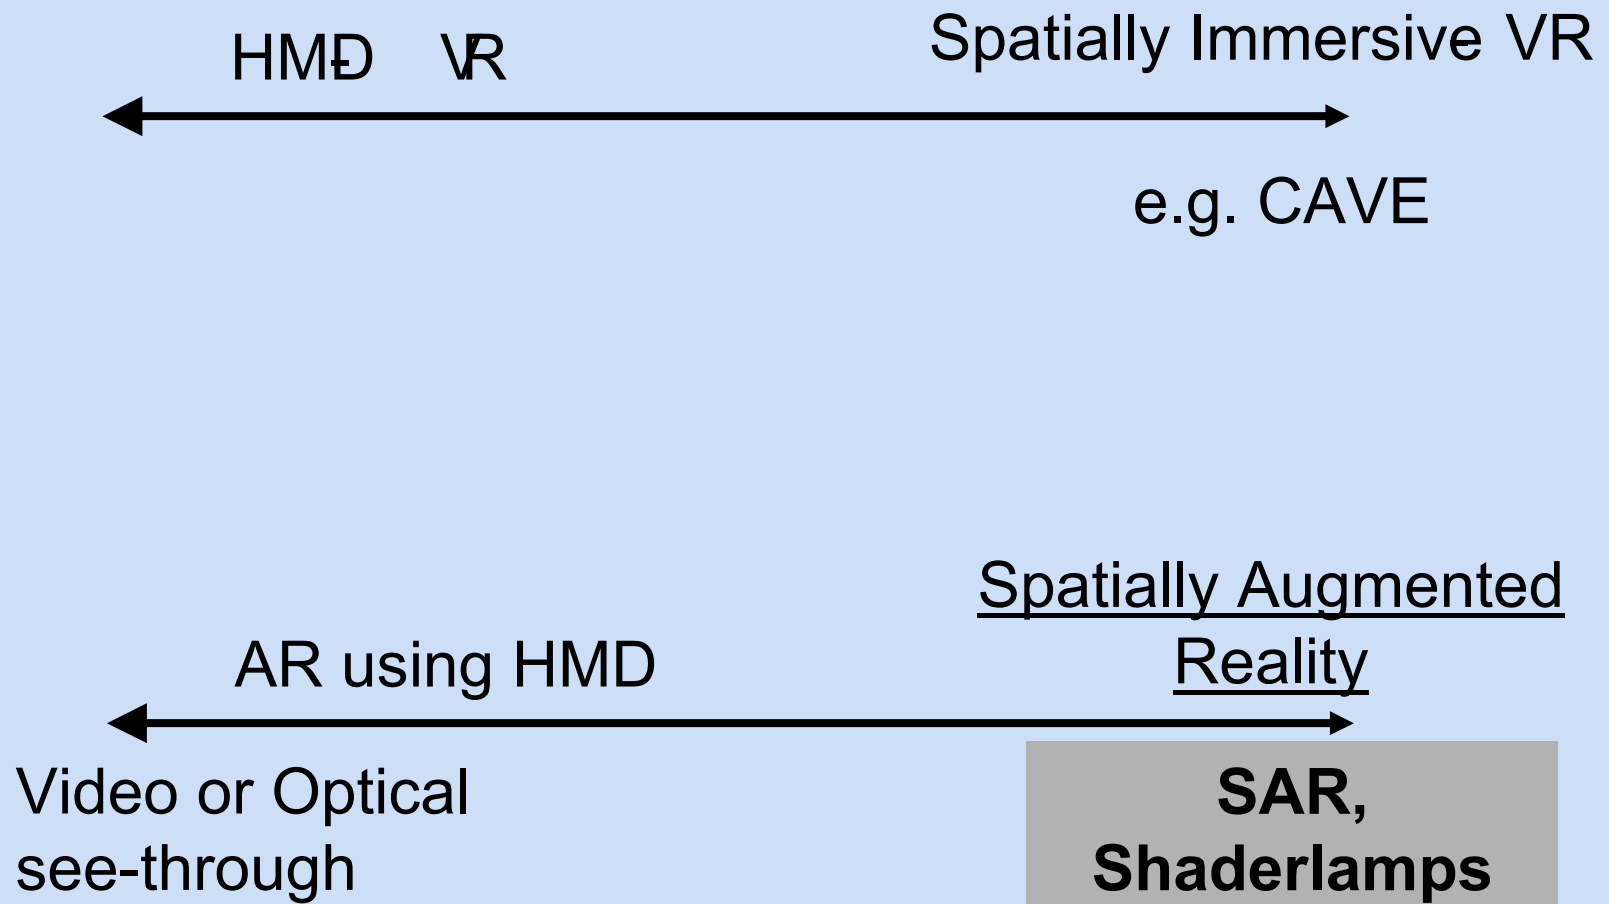 HMD- VR
Spatially Immersive- VR
e.g. CAVE
Spatially Augmented
Reality
AR using HMD
Video or Optical
see-through
SAR,
Shaderlamps